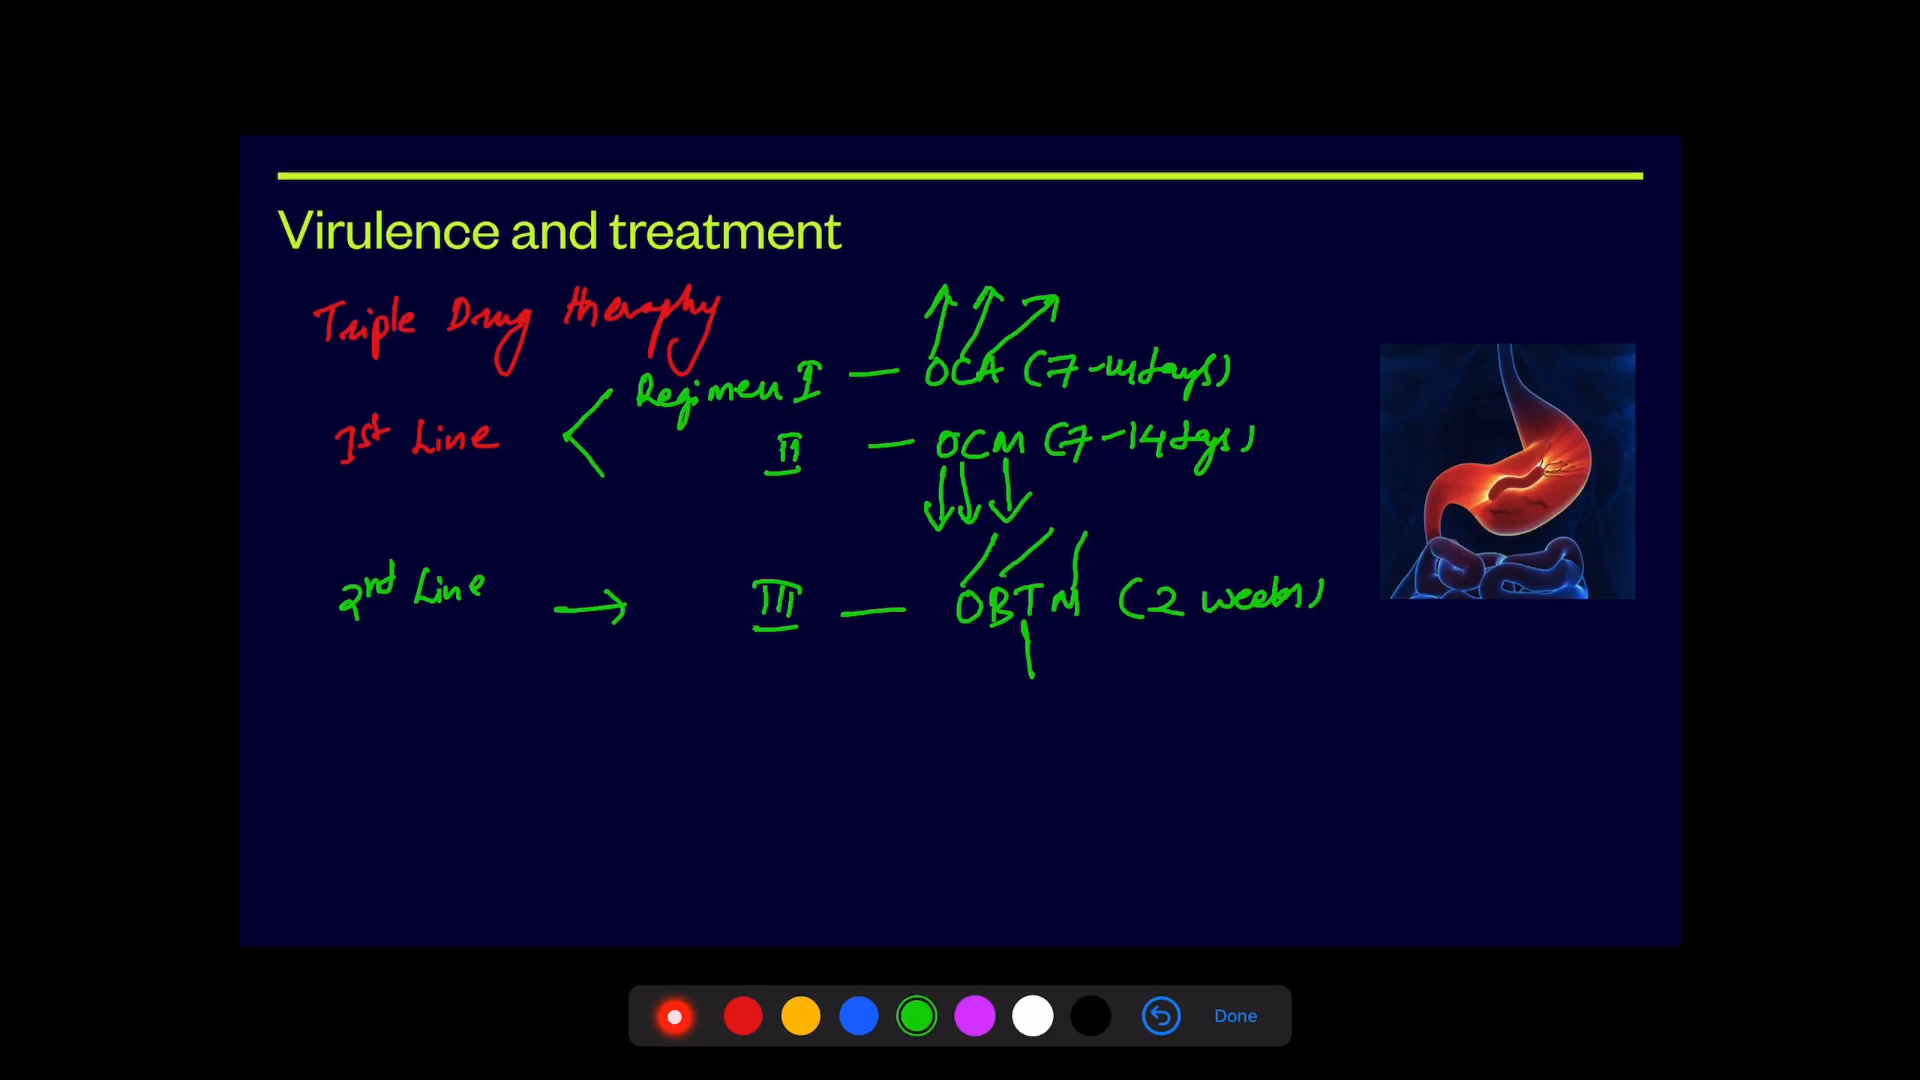 Virulence and treatment
Triple Drug theraphy
1st Line < Regimen I — OCA (7-14days)
II — OCM (7-14days)
2nd Line → III — OBTM (2 weeks)
Done